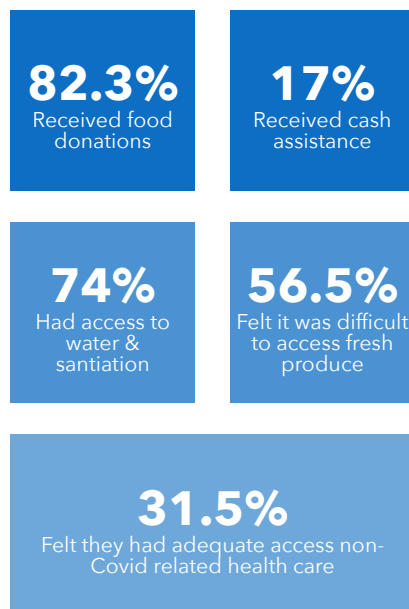 82.3%
Received food
donations
17%
Received cash
assistance
74%
Had access to
water &
santiation
56.5%
Felt it was difficult
to access fresh
produce
31.5%
Felt they had adequate access non-
Covid related health care